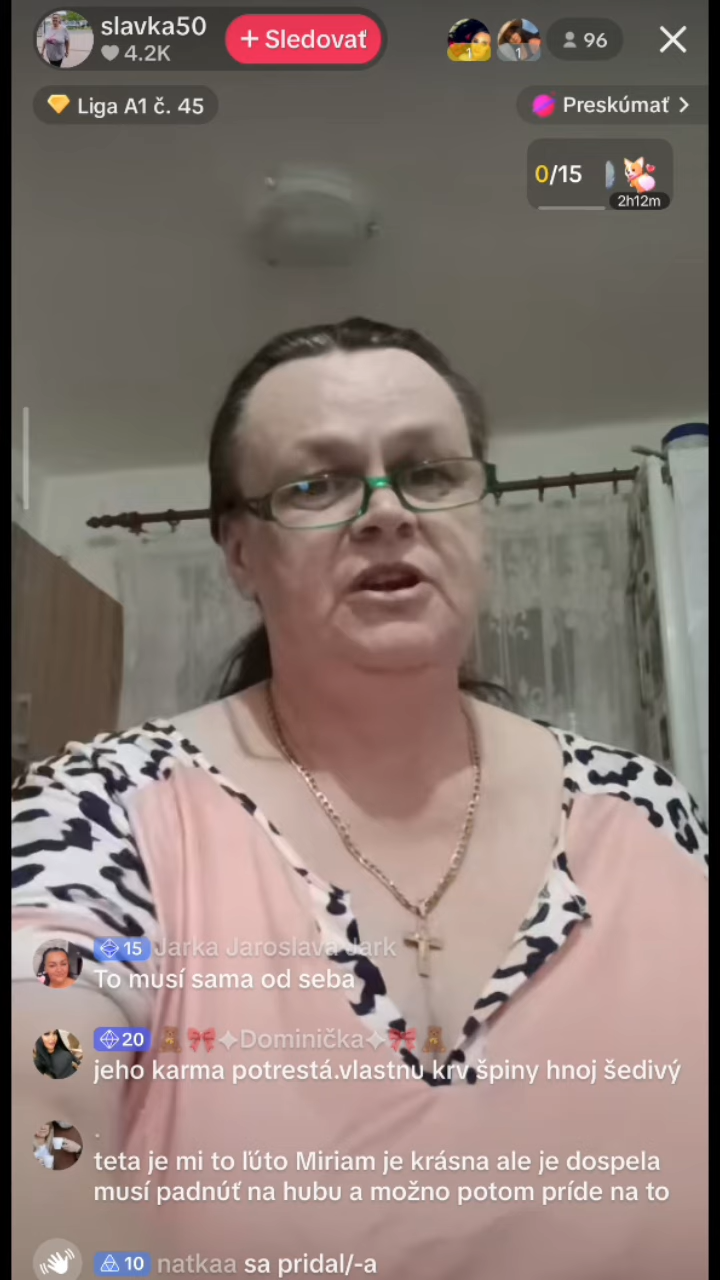 slavka50
+ Sledovať
4.2K
1
1
96
Liga A1 č. 45
Preskúmať
0/15
2h12m
15 Jarka Jaroslava Jark
To musí sama od seba
20 ✦Dominička✦
jeho karma potrestá.vlastnu krv špiny hnoj šedivý
.
teta je mi to ľúto Miriam je krásna ale je dospela
musí padnúť na hubu a možno potom príde na to
10 natkaa sa pridal/-a